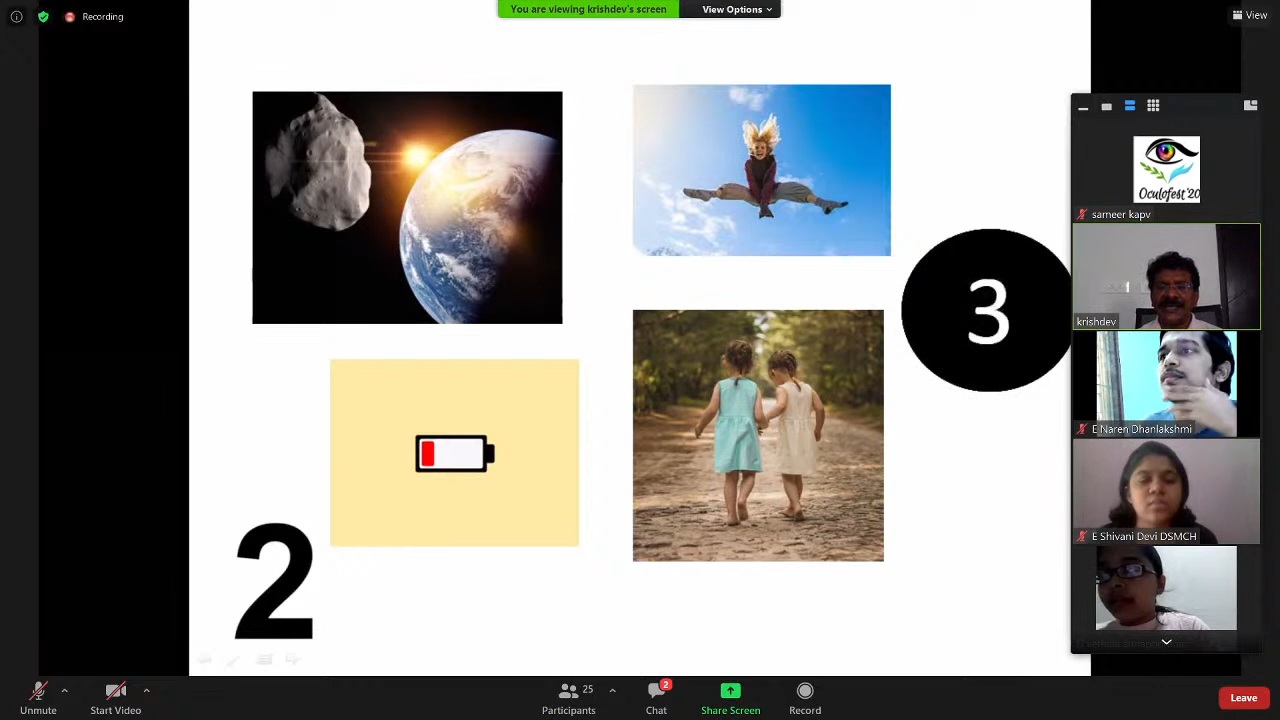 Recording
You are viewing krishdev's screen
View Options
View
Oculofest'20
sameer kapv
krishdev
E Shivani Devi DSMCH
3
2
Unmute
Start Video
25
Participants
2
Chat
Share Screen
Record
Leave
Naren Dhanlakshmi